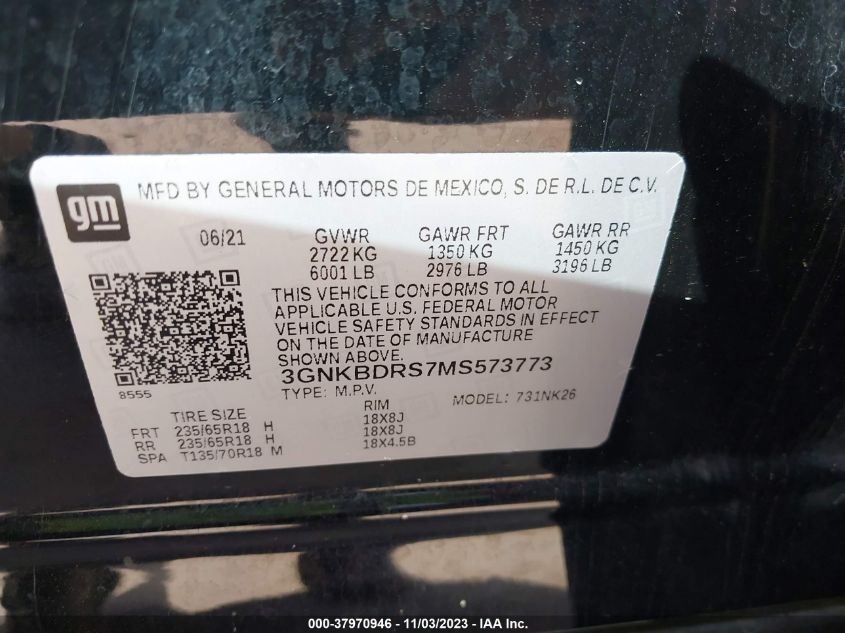 gm
MFD BY GENERAL MOTORS DE MEXICO, S. DE R.L. DE C.V.
06/21 GVWR GAWR FRT GAWR RR
2722 KG 1350 KG 1450 KG
6001 LB 2976 LB 3196 LB
THIS VEHICLE CONFORMS TO ALL
APPLICABLE U.S. FEDERAL MOTOR
VEHICLE SAFETY STANDARDS IN EFFECT
ON THE DATE OF MANUFACTURE
SHOWN ABOVE.
3GNKBDRS7MS573773
8555 TYPE: M.P.V. MODEL: 731NK26
TIRE SIZE RIM
FRT 235/65R18 H 18X8J
RR 235/65R18 H 18X8J
SPA T135/70R18 M 18X4.5B
000-37970946 - 11/03/2023 - IAA Inc.